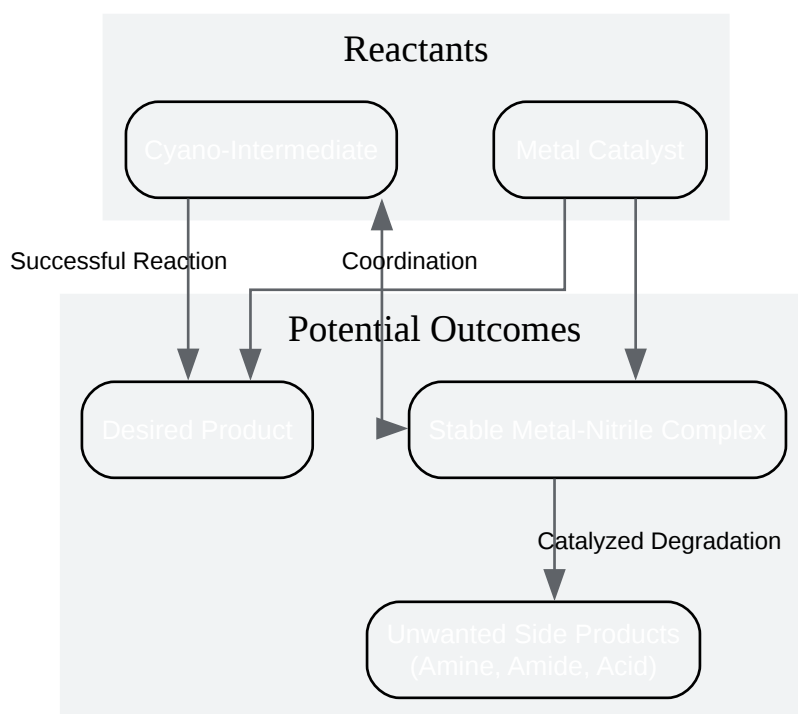 Reactants
Cyano-Intermediate
Metal Catalyst
Successful Reaction
Coordination
Potential Outcomes
Desired Product
Stable Metal-Nitrile Complex
Catalyzed Degradation
Unwanted Side Products
(Amine, Amide, Acid)